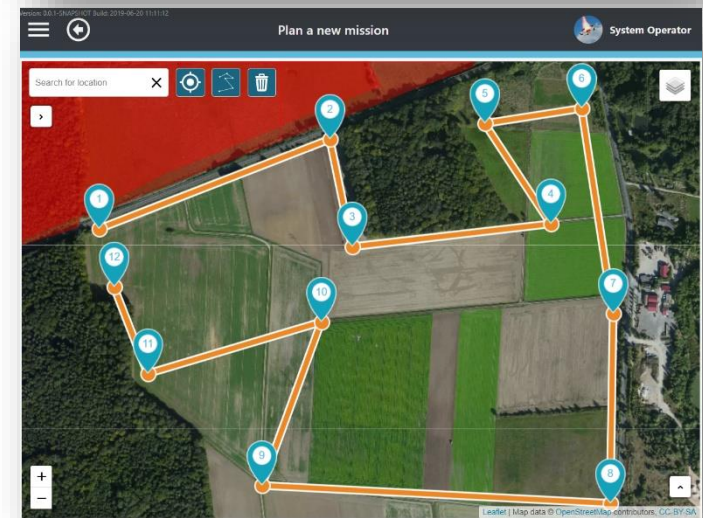 Version: 0.0.1-SNAPSHOT Build: 2019-06-20 11:11:12
Plan a new mission
System Operator
Search for location
1
2
3
4
5
6
7
8
9
10
11
12
+
−
Leaflet | Map data © OpenStreetMap contributors, CC-BY-SA